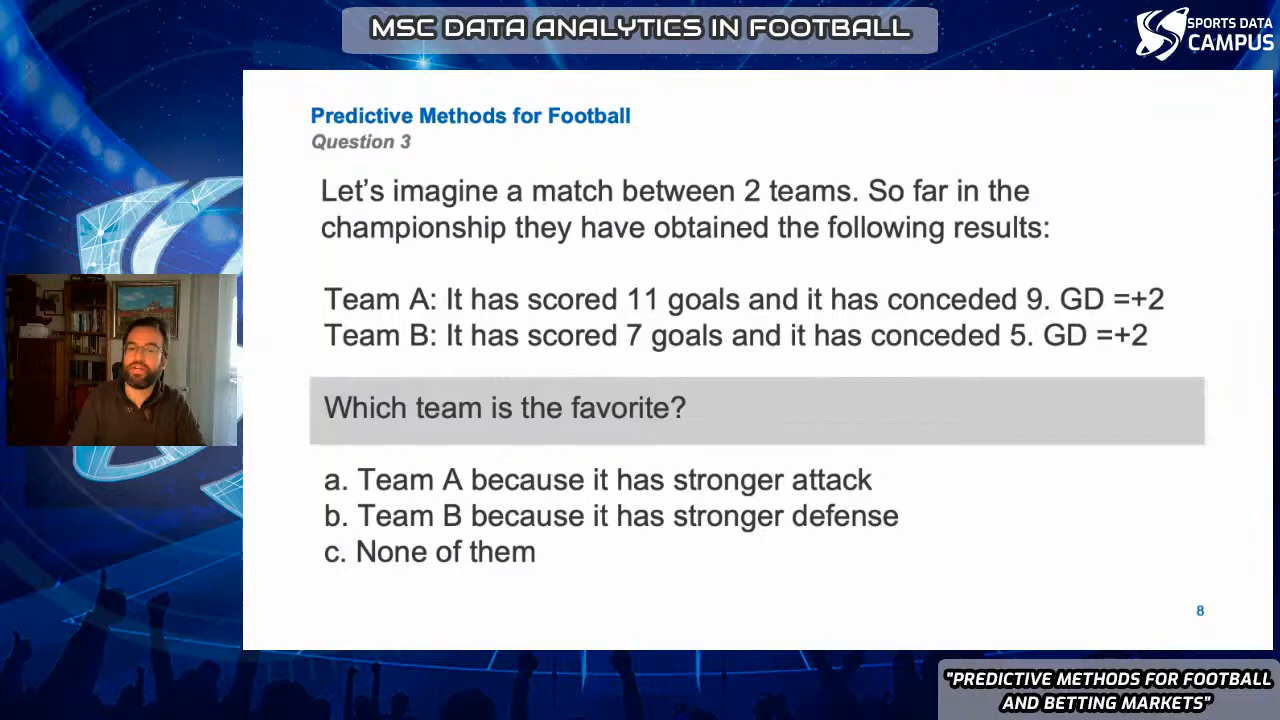 MSC DATA ANALYTICS IN FOOTBALL
SPORTS DATA
CAMPUS
Predictive Methods for Football
Question 3
Let's imagine a match between 2 teams. So far in the
championship they have obtained the following results:
Team A: It has scored 11 goals and it has conceded 9. GD =+2
Team B: It has scored 7 goals and it has conceded 5. GD =+2
Which team is the favorite?
a. Team A because it has stronger attack
b. Team B because it has stronger defense
c. None of them
8
"PREDICTIVE METHODS FOR FOOTBALL
AND BETTING MARKETS"